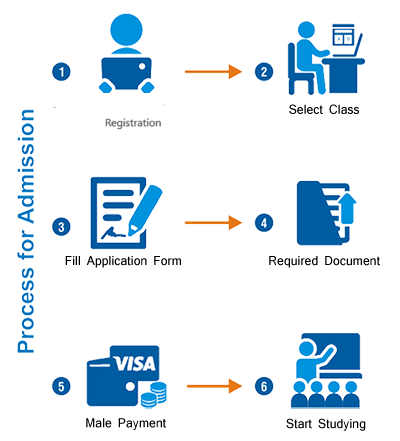 Process for Admission
1
Registration
2
Select Class
3
Fill Application Form
4
Required Document
5
VISA
Male Payment
6
Start Studying